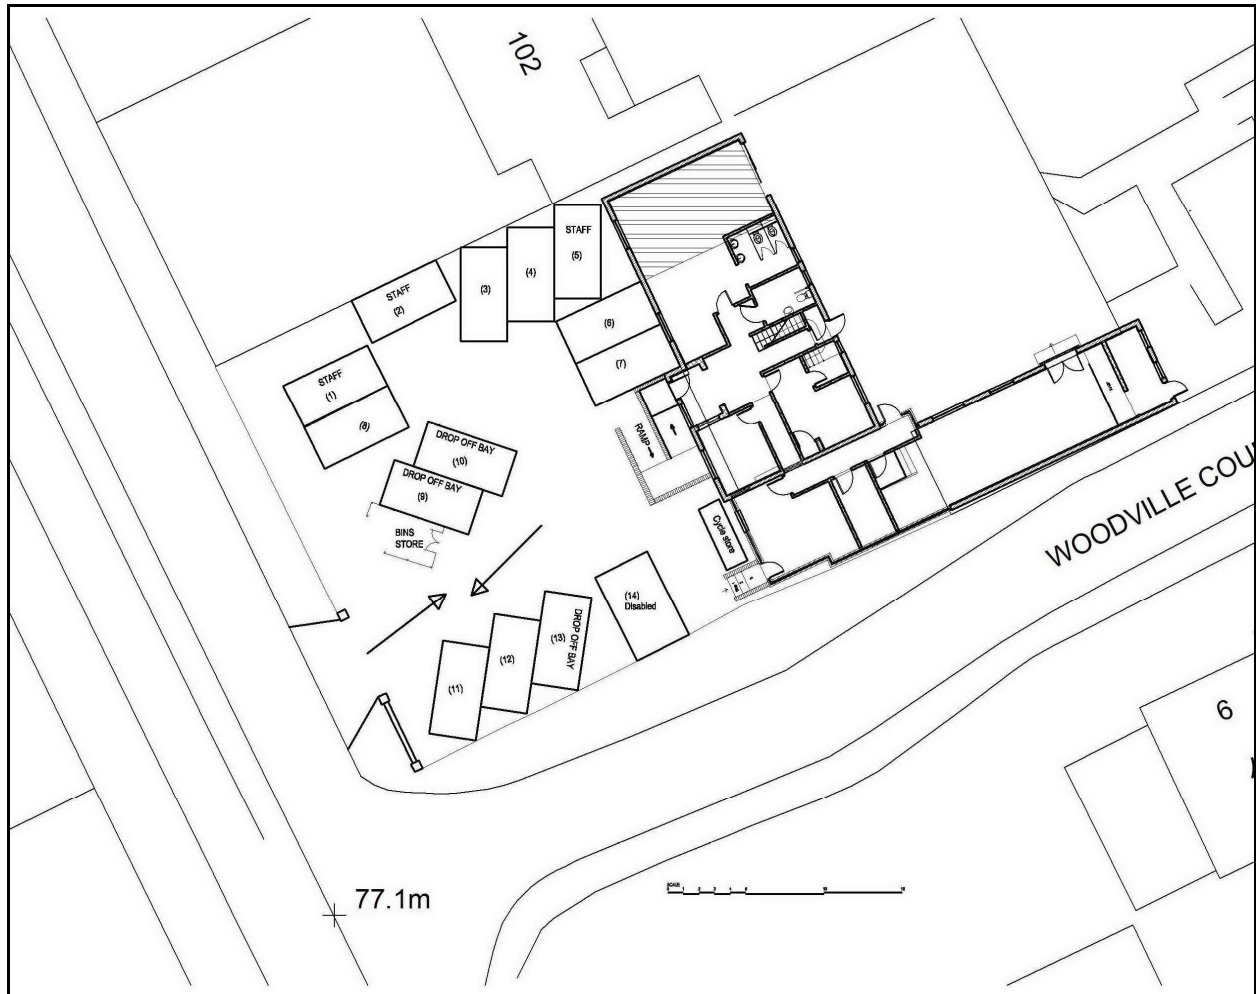 102
STAFF
(5)
(4)
(3)
STAFF
(2)
(6)
(7)
STAFF
(1)
(8)
RAMP
DROP OFF BAY
(10)
DROP OFF BAY
(9)
BINS
STORE
Cycle store
WOODVILLE COU
(14)
Disabled
(13)
DROP OFF BAY
(12)
(11)
6
SCALE
77.1m